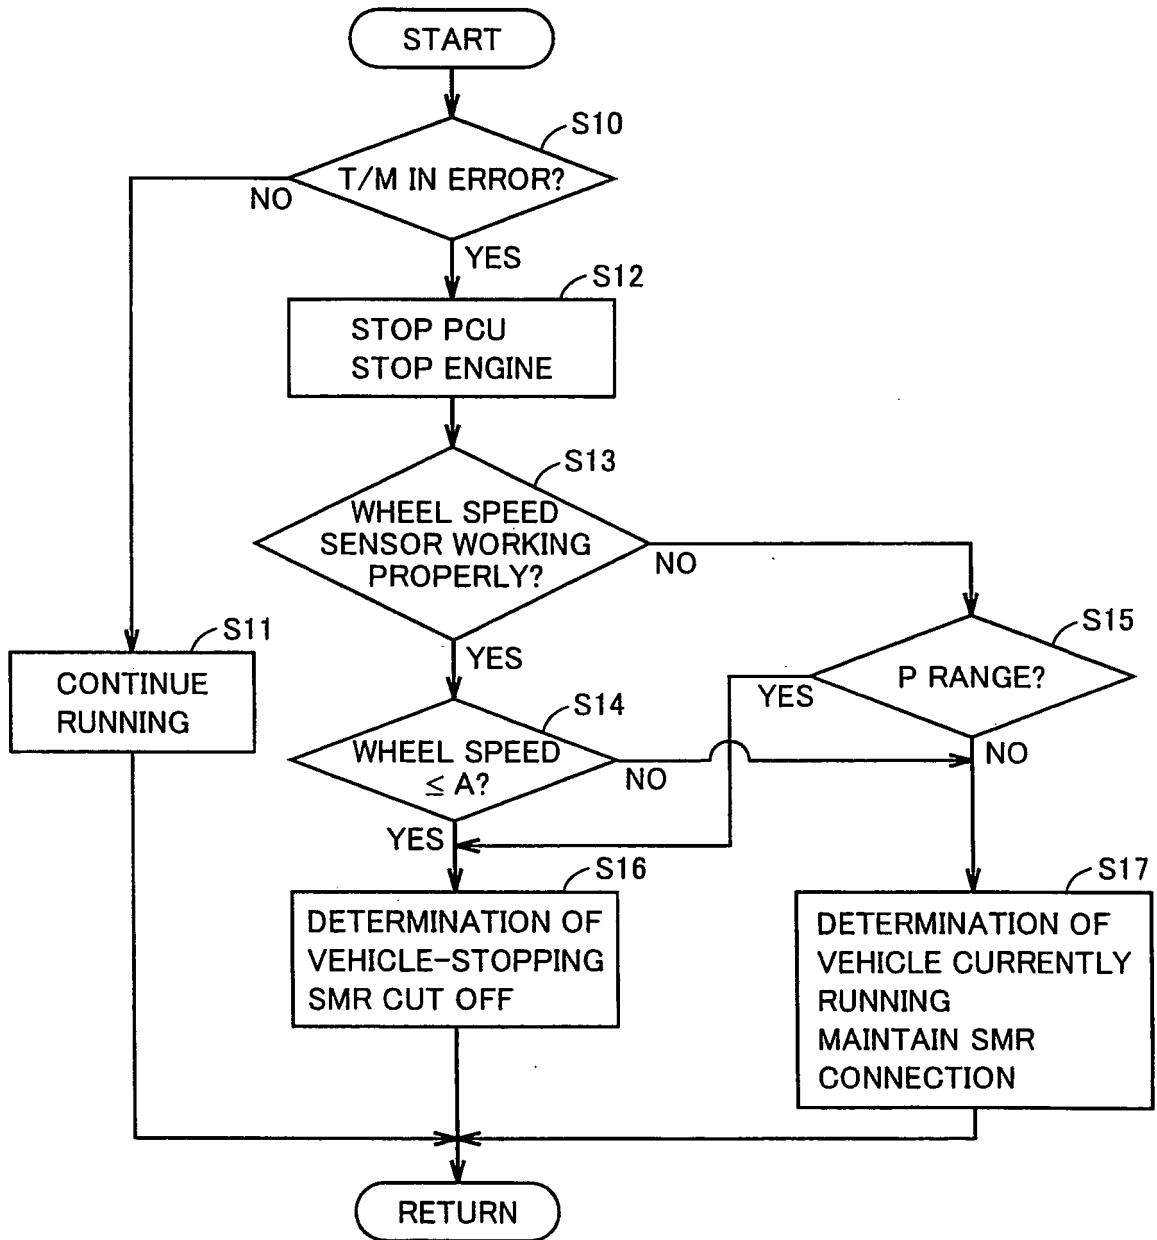 START
S10
T/M IN ERROR?
NO
YES
S12
STOP PCU
STOP ENGINE
S13
WHEEL SPEED
SENSOR WORKING
PROPERLY?
NO
YES
S11
CONTINUE
RUNNING
S15
P RANGE?
YES
NO
S14
WHEEL SPEED
≤ A?
NO
YES
S16
DETERMINATION OF
VEHICLE-STOPPING
SMR CUT OFF
S17
DETERMINATION OF
VEHICLE CURRENTLY
RUNNING
MAINTAIN SMR
CONNECTION
RETURN